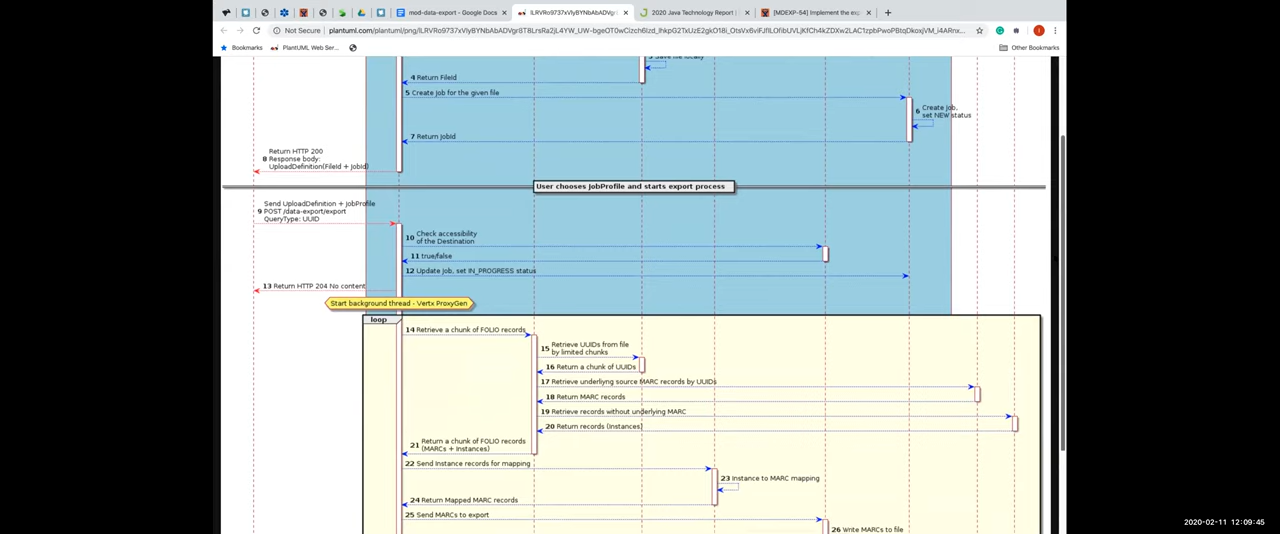 mod-data-export - Google Docs
2020 Java Technology Report |
[MDEXP-54] Implement the exp
Not Secure
Bookmarks
PlantUML Web Ser...
Other Bookmarks
4 Return FileId
5 Create job for the given file
6 Create job,
set NEW status
7 Return JobId
Return HTTP 200
8 Response body:
UploadDefinition(FileId + JobId)
User chooses JobProfile and starts export process
Send UploadDefinition + JobProfile
9 POST /data-export/export
QueryType: UUID
10 Check accessibility
of the Destination
11 true/false
12 Update job, set IN_PROGRESS status
13 Return HTTP 204 No content
Start background thread - Vertx ProxyGen
loop
14 Retrieve a chunk of FOLIO records
15 Retrieve UUIDs from file
by limited chunks
16 Return a chunk of UUIDs
17 Retrieve underlying source MARC records by UUIDs
18 Return MARC records
19 Retrieve records without underlying MARC
20 Return records (Instances)
21 Return a chunk of FOLIO records
(MARCs + Instances)
22 Send Instance records for mapping
23 Instance to MARC mapping
24 Return Mapped MARC records
25 Send MARCs to export
26 Write MARCs to file
2020-02-11 12:09:45